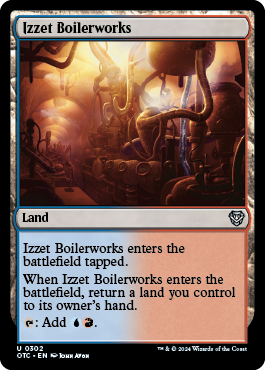 Izzet Boilerworks
Land
Izzet Boilerworks enters the
battlefield tapped.
When Izzet Boilerworks enters the
battlefield, return a land you control
to its owner's hand.
: Add
.
U 0302
OTC • EN John Avon
™ & © 2024 Wizards of the Coast